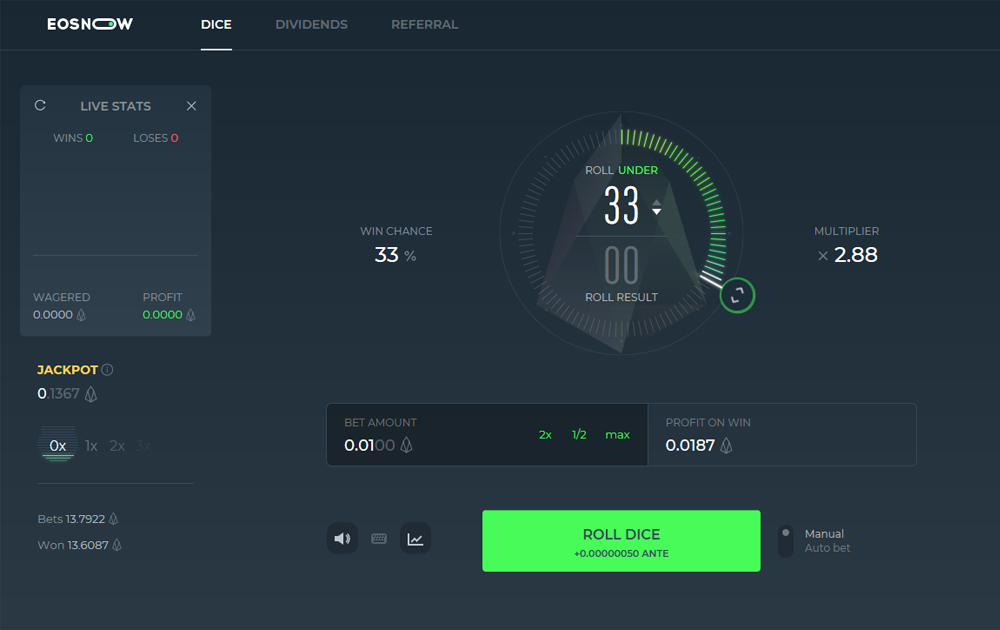 EOSNOW
DICE
DIVIDENDS
REFERRAL
LIVE STATS
WINS 0
LOSES 0
WAGERED
0.0000
PROFIT
0.0000
JACKPOT
0.1367
0x 1x 2x 3x
Bets 13.7922
Won 13.6087
WIN CHANCE
33 %
ROLL UNDER
33
00
ROLL RESULT
MULTIPLIER
× 2.88
BET AMOUNT
0.0100
2x 1/2 max
PROFIT ON WIN
0.0187
ROLL DICE
+0.00000050 ANTE
Manual
Auto bet